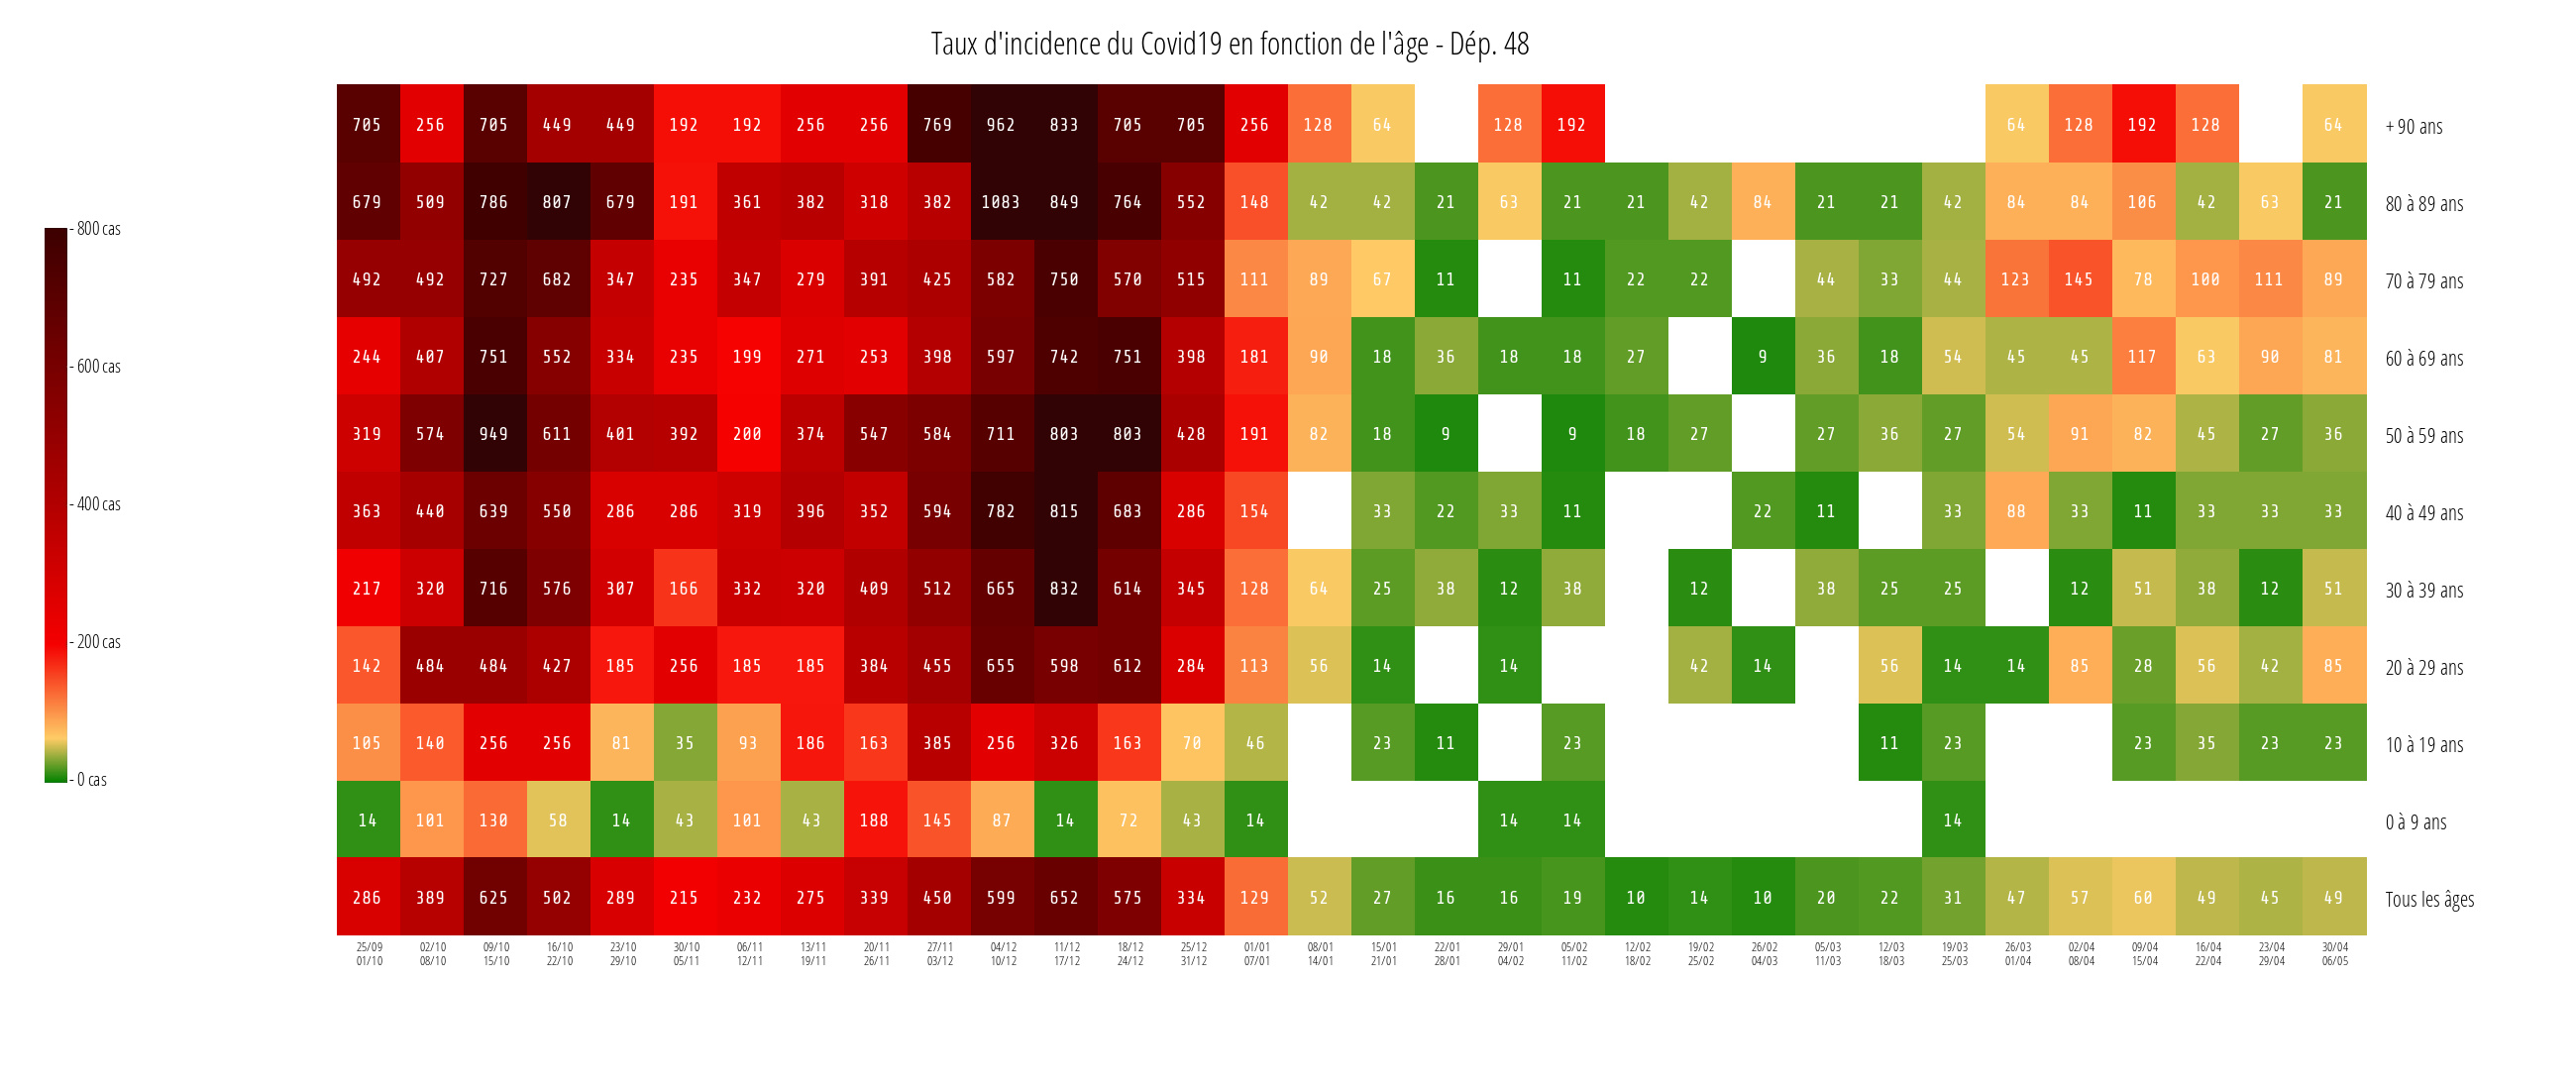 Taux d'incidence du Covid19 en fonction de l'âge - Dép. 48
705 256 705 449 449 192 192 256 256 769 962 833 705 705 256 128 64 128 192 64 128 192 128 64 + 90 ans
679 509 786 807 679 191 361 382 318 382 1083 849 764 552 148 42 42 21 63 21 21 42 84 21 21 42 84 84 106 42 63 21 80 à 89 ans
492 492 727 682 347 235 347 279 391 425 582 750 570 515 111 89 67 11 11 22 22 44 33 44 123 145 78 100 111 89 70 à 79 ans
244 407 751 552 334 235 199 271 253 398 597 742 751 398 181 90 18 36 18 18 27 9 36 18 54 45 45 117 63 90 81 60 à 69 ans
319 574 949 611 401 392 200 374 547 584 711 803 803 428 191 82 18 9 9 18 27 27 36 27 54 91 82 45 27 36 50 à 59 ans
363 440 639 550 286 286 319 396 352 594 782 815 683 286 154 33 22 33 11 22 11 33 88 33 11 33 33 33 40 à 49 ans
217 320 716 576 307 166 332 320 409 512 665 832 614 345 128 64 25 38 12 38 12 38 25 25 12 51 38 12 51 30 à 39 ans
142 484 484 427 185 256 185 185 384 455 655 598 612 284 113 56 14 14 42 14 56 14 14 85 28 56 42 85 20 à 29 ans
105 140 256 256 81 35 93 186 163 385 256 326 163 70 46 23 11 23 11 23 23 35 23 23 10 à 19 ans
14 101 130 58 14 43 101 43 188 145 87 14 72 43 14 14 14 14 0 à 9 ans
286 389 625 502 289 215 232 275 339 450 599 652 575 334 129 52 27 16 16 19 10 14 10 20 22 31 47 57 60 49 45 49 Tous les âges
25/09 02/10 09/10 16/10 23/10 30/10 06/11 13/11 20/11 27/11 04/12 11/12 18/12 25/12 01/01 08/01 15/01 22/01 29/01 05/02 12/02 19/02 26/02 05/03 12/03 19/03 26/03 02/04 09/04 16/04 23/04 30/04
01/10 08/10 15/10 22/10 29/10 05/11 12/11 19/11 26/11 03/12 10/12 17/12 24/12 31/12 07/01 14/01 21/01 28/01 04/02 11/02 18/02 25/02 04/03 11/03 18/03 25/03 01/04 08/04 15/04 22/04 29/04 06/05
- 800 cas
- 600 cas
- 400 cas
- 200 cas
- 0 cas